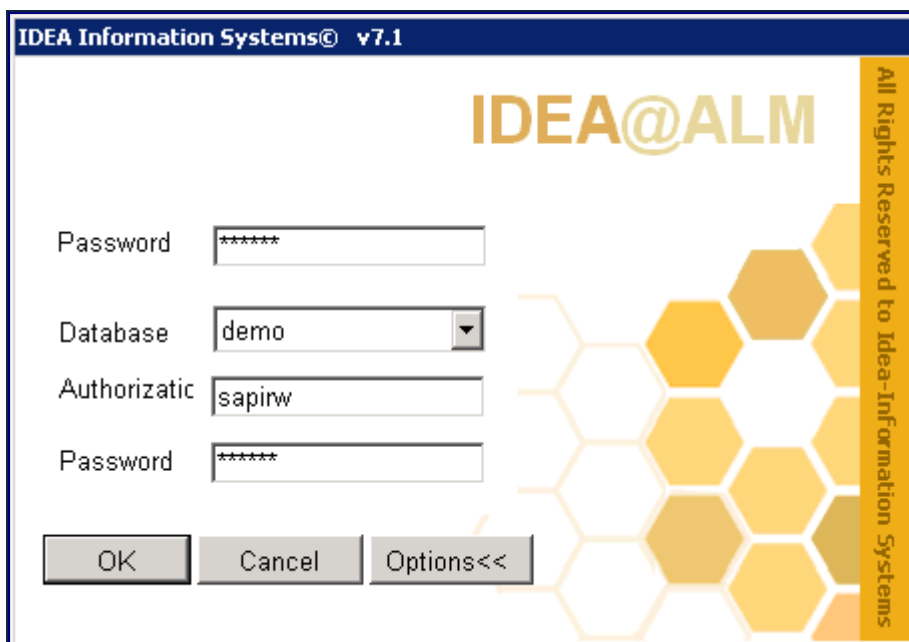 IDEA Information Systems© v7.1
IDEA@ALM
Password ******
Database demo
Authorizatic sapirw
Password ******
OK Cancel Options<<
All Rights Reserved to Idea-Information Systems